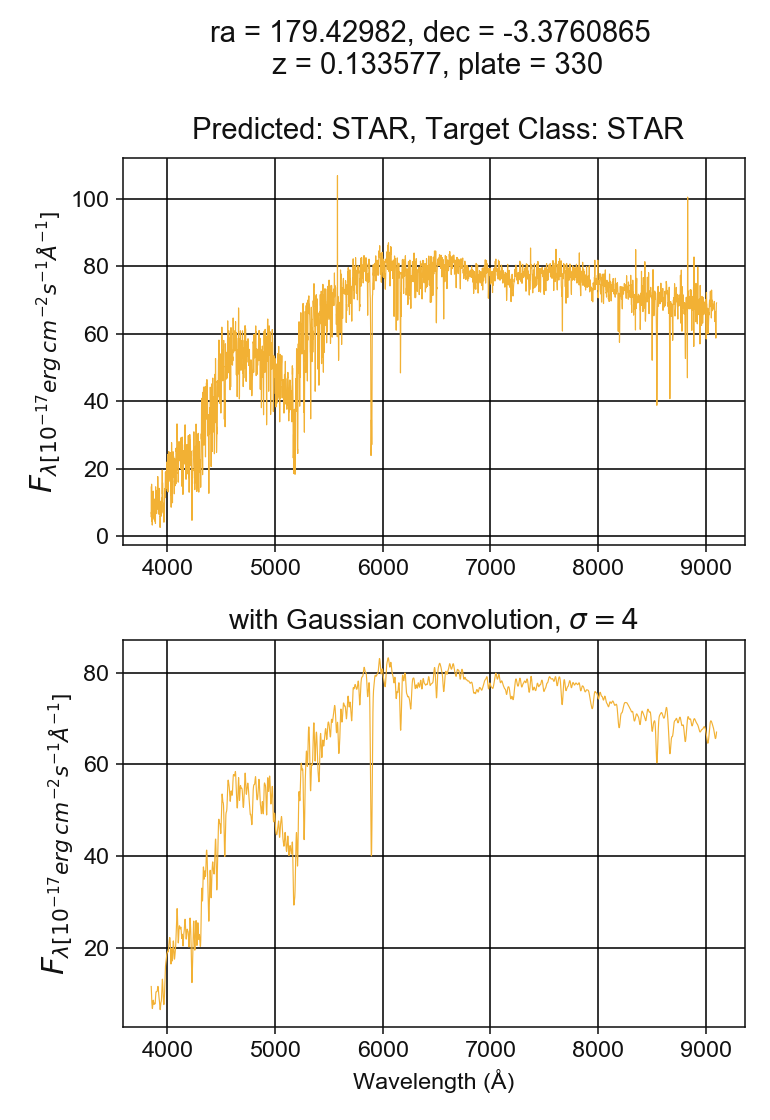 ra = 179.42982, dec = -3.3760865
z = 0.133577, plate = 330
Predicted: STAR, Target Class: STAR
F_λ[10^−17 erg cm^−2 s^−1 Å^−1]
100
80
60
40
20
0
4000 5000 6000 7000 8000 9000
with Gaussian convolution, σ = 4
F_λ[10^−17 erg cm^−2 s^−1 Å^−1]
80
60
40
20
4000 5000 6000 7000 8000 9000
Wavelength (Å)